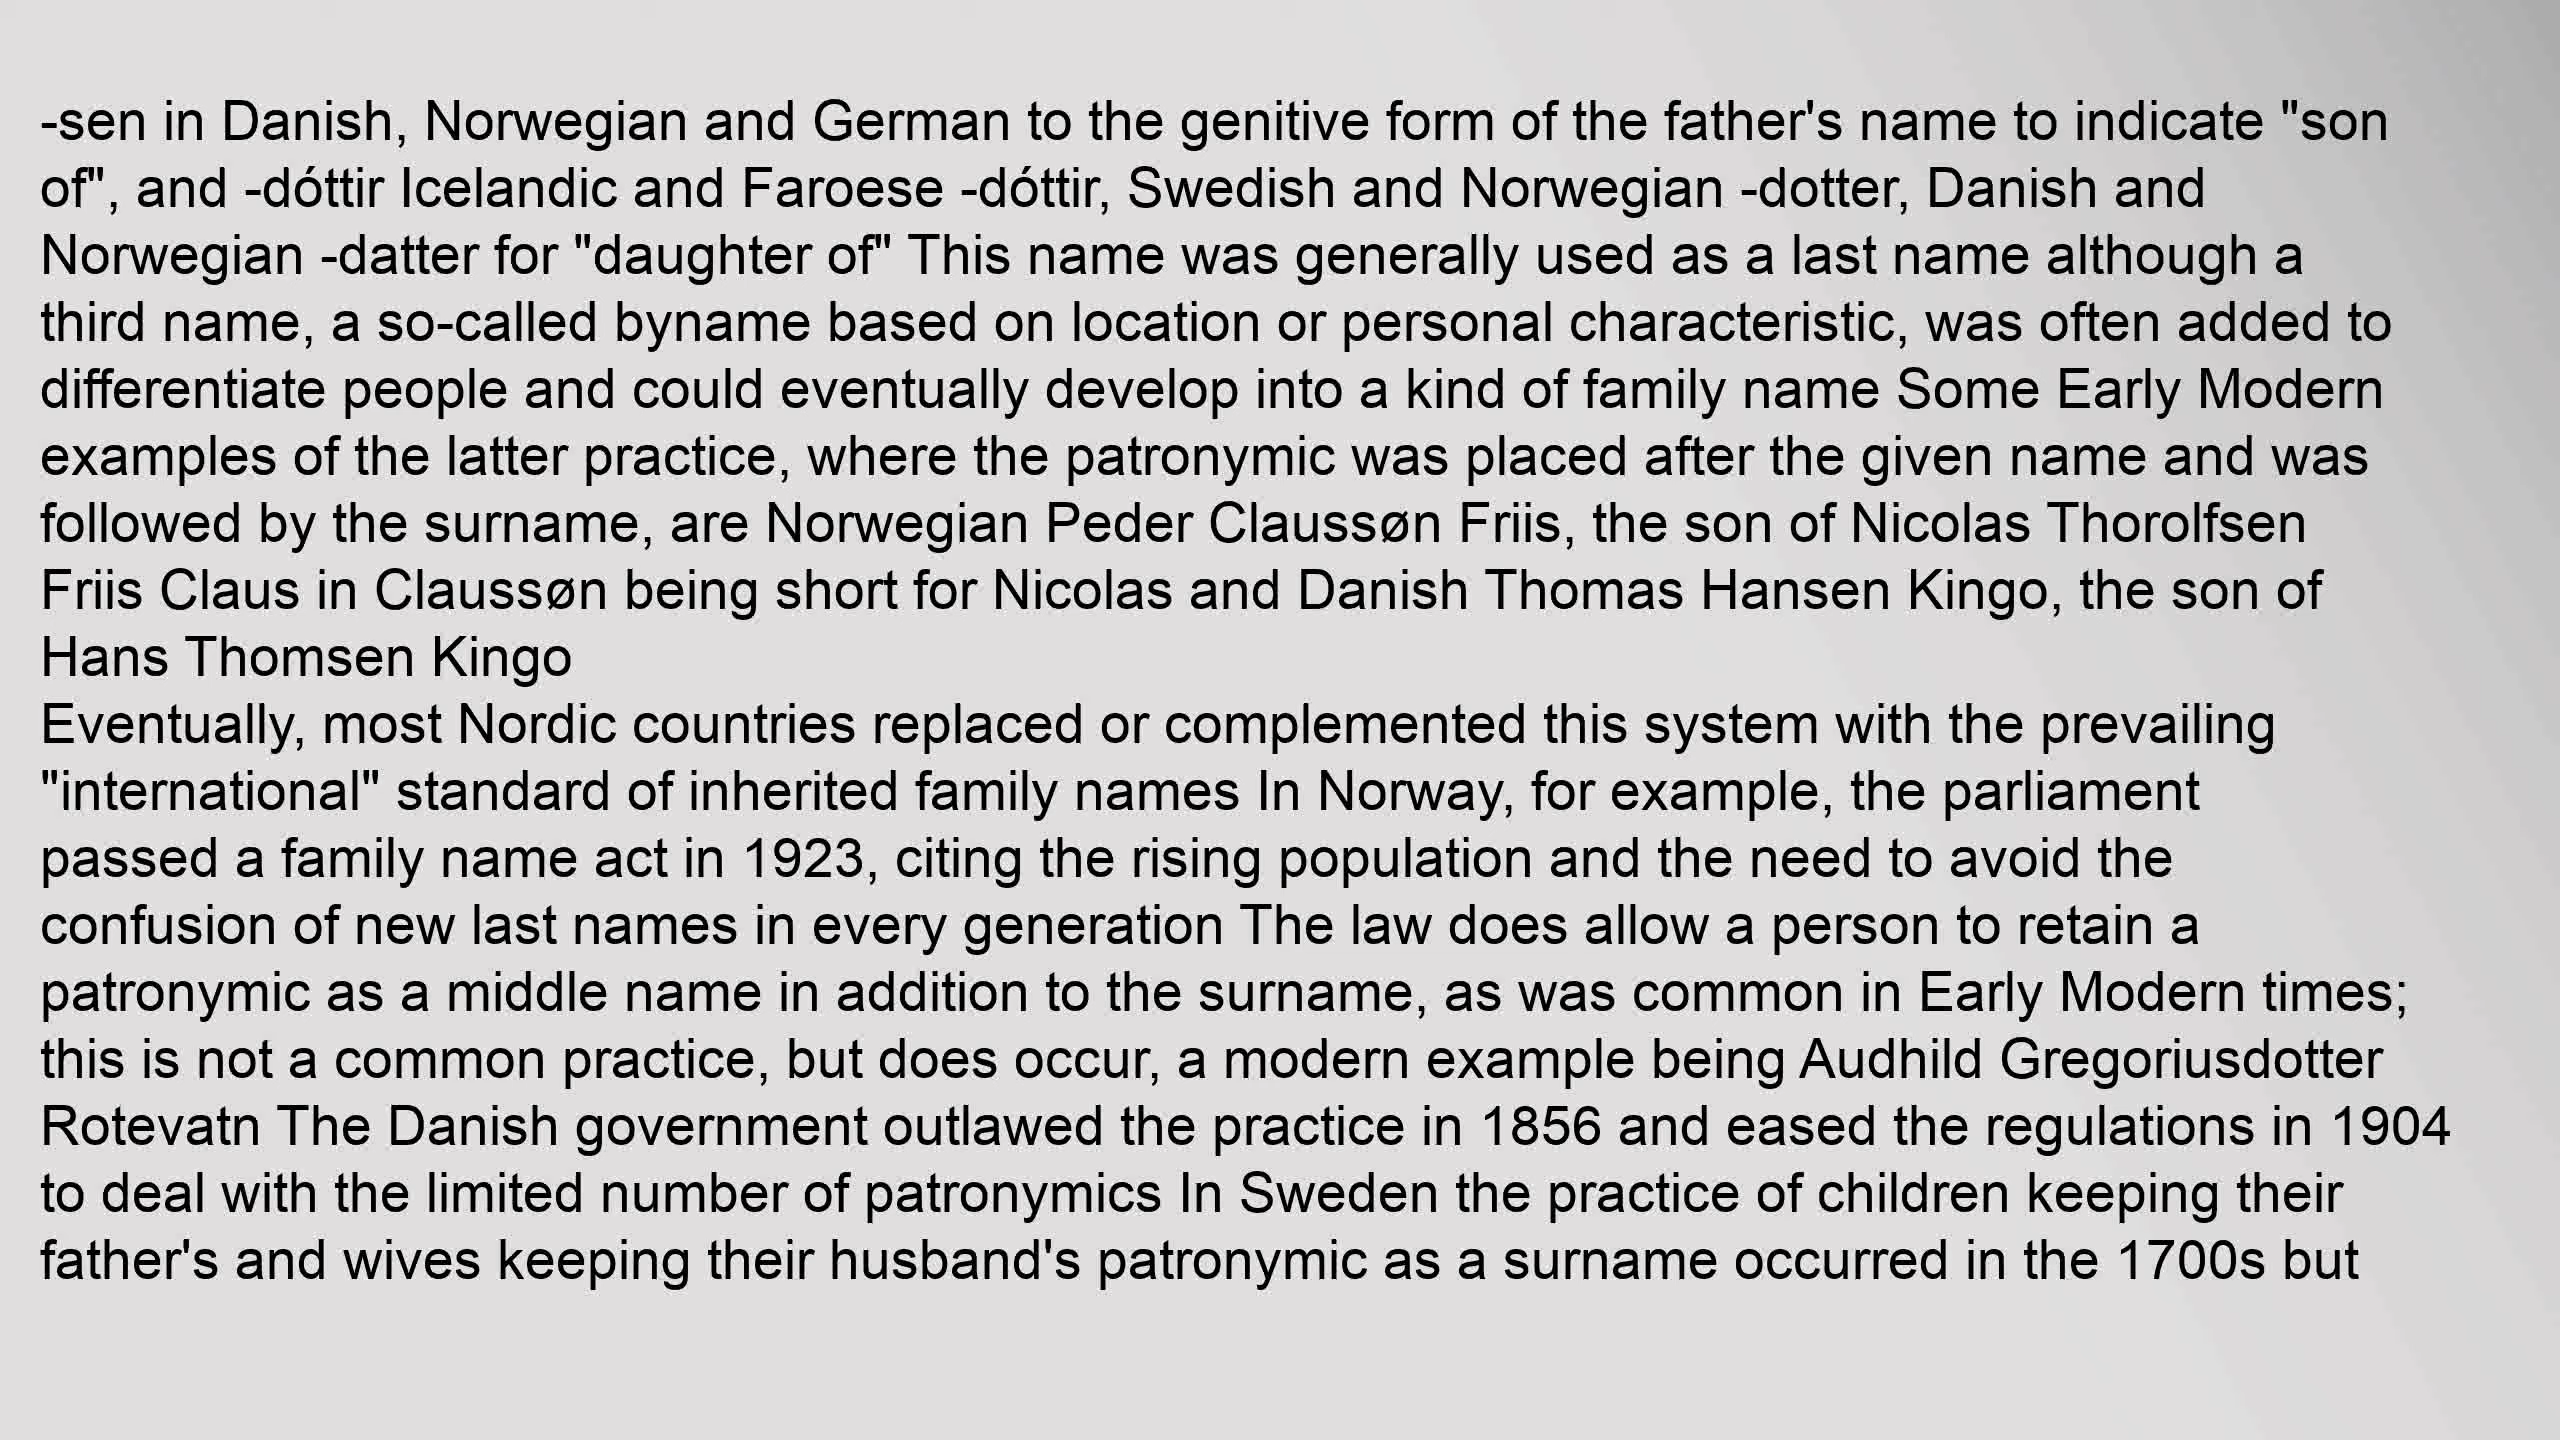 -sen in Danish, Norwegian and German to the genitive form of the father's name to indicate "son
of", and -dóttir Icelandic and Faroese -dóttir, Swedish and Norwegian -dotter, Danish and
Norwegian -datter for "daughter of" This name was generally used as a last name although a
third name, a so-called byname based on location or personal characteristic, was often added to
differentiate people and could eventually develop into a kind of family name Some Early Modern
examples of the latter practice, where the patronymic was placed after the given name and was
followed by the surname, are Norwegian Peder Claussøn Friis, the son of Nicolas Thorolfsen
Friis Claus in Claussøn being short for Nicolas and Danish Thomas Hansen Kingo, the son of
Hans Thomsen Kingo
Eventually, most Nordic countries replaced or complemented this system with the prevailing
"international" standard of inherited family names In Norway, for example, the parliament
passed a family name act in 1923, citing the rising population and the need to avoid the
confusion of new last names in every generation The law does allow a person to retain a
patronymic as a middle name in addition to the surname, as was common in Early Modern times;
this is not a common practice, but does occur, a modern example being Audhild Gregoriusdotter
Rotevatn The Danish government outlawed the practice in 1856 and eased the regulations in 1904
to deal with the limited number of patronymics In Sweden the practice of children keeping their
father's and wives keeping their husband's patronymic as a surname occurred in the 1700s but